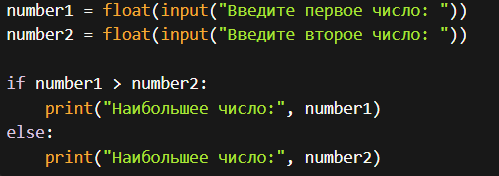 number1 = float(input("Введите первое число: "))
number2 = float(input("Введите второе число: "))
if number1 > number2:
    print("Наибольшее число:", number1)
else:
    print("Наибольшее число:", number2)